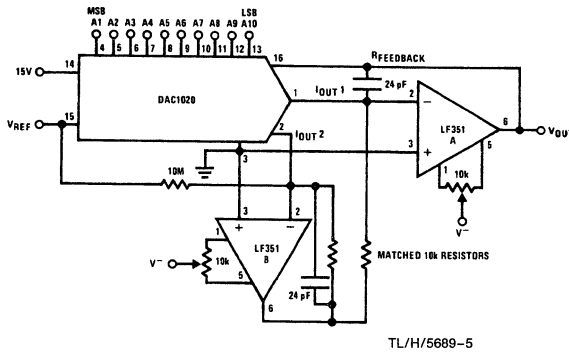 MSB LSB
A1 A2 A3 A4 A5 A6 A7 A8 A9 A10
4 5 6 7 8 9 10 11 12 13
16 RFEEDBACK
15V 14
24 pF
DAC1020
IOUT 1
1 2 − 6
VREF 15
LF351
A
VOU
2 IOUT 2
3 3 + 1 5
10k
10M
V−
3 2
+ −
1 LF351
B
MATCHED 10k RESISTORS
V− 10k
5 24 pF
6
TL/H/5689–5